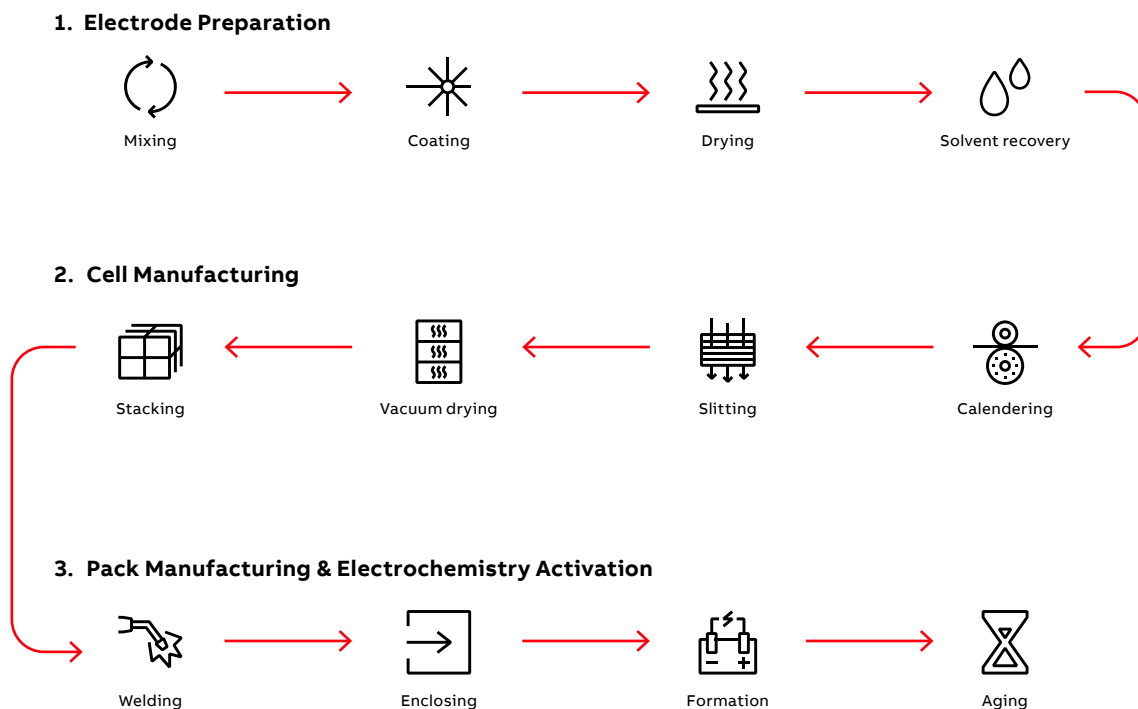 1. Electrode Preparation
Mixing
Coating
Drying
Solvent recovery
2. Cell Manufacturing
Stacking
Vacuum drying
Slitting
Calendering
3. Pack Manufacturing & Electrochemistry Activation
Welding
Enclosing
Formation
Aging